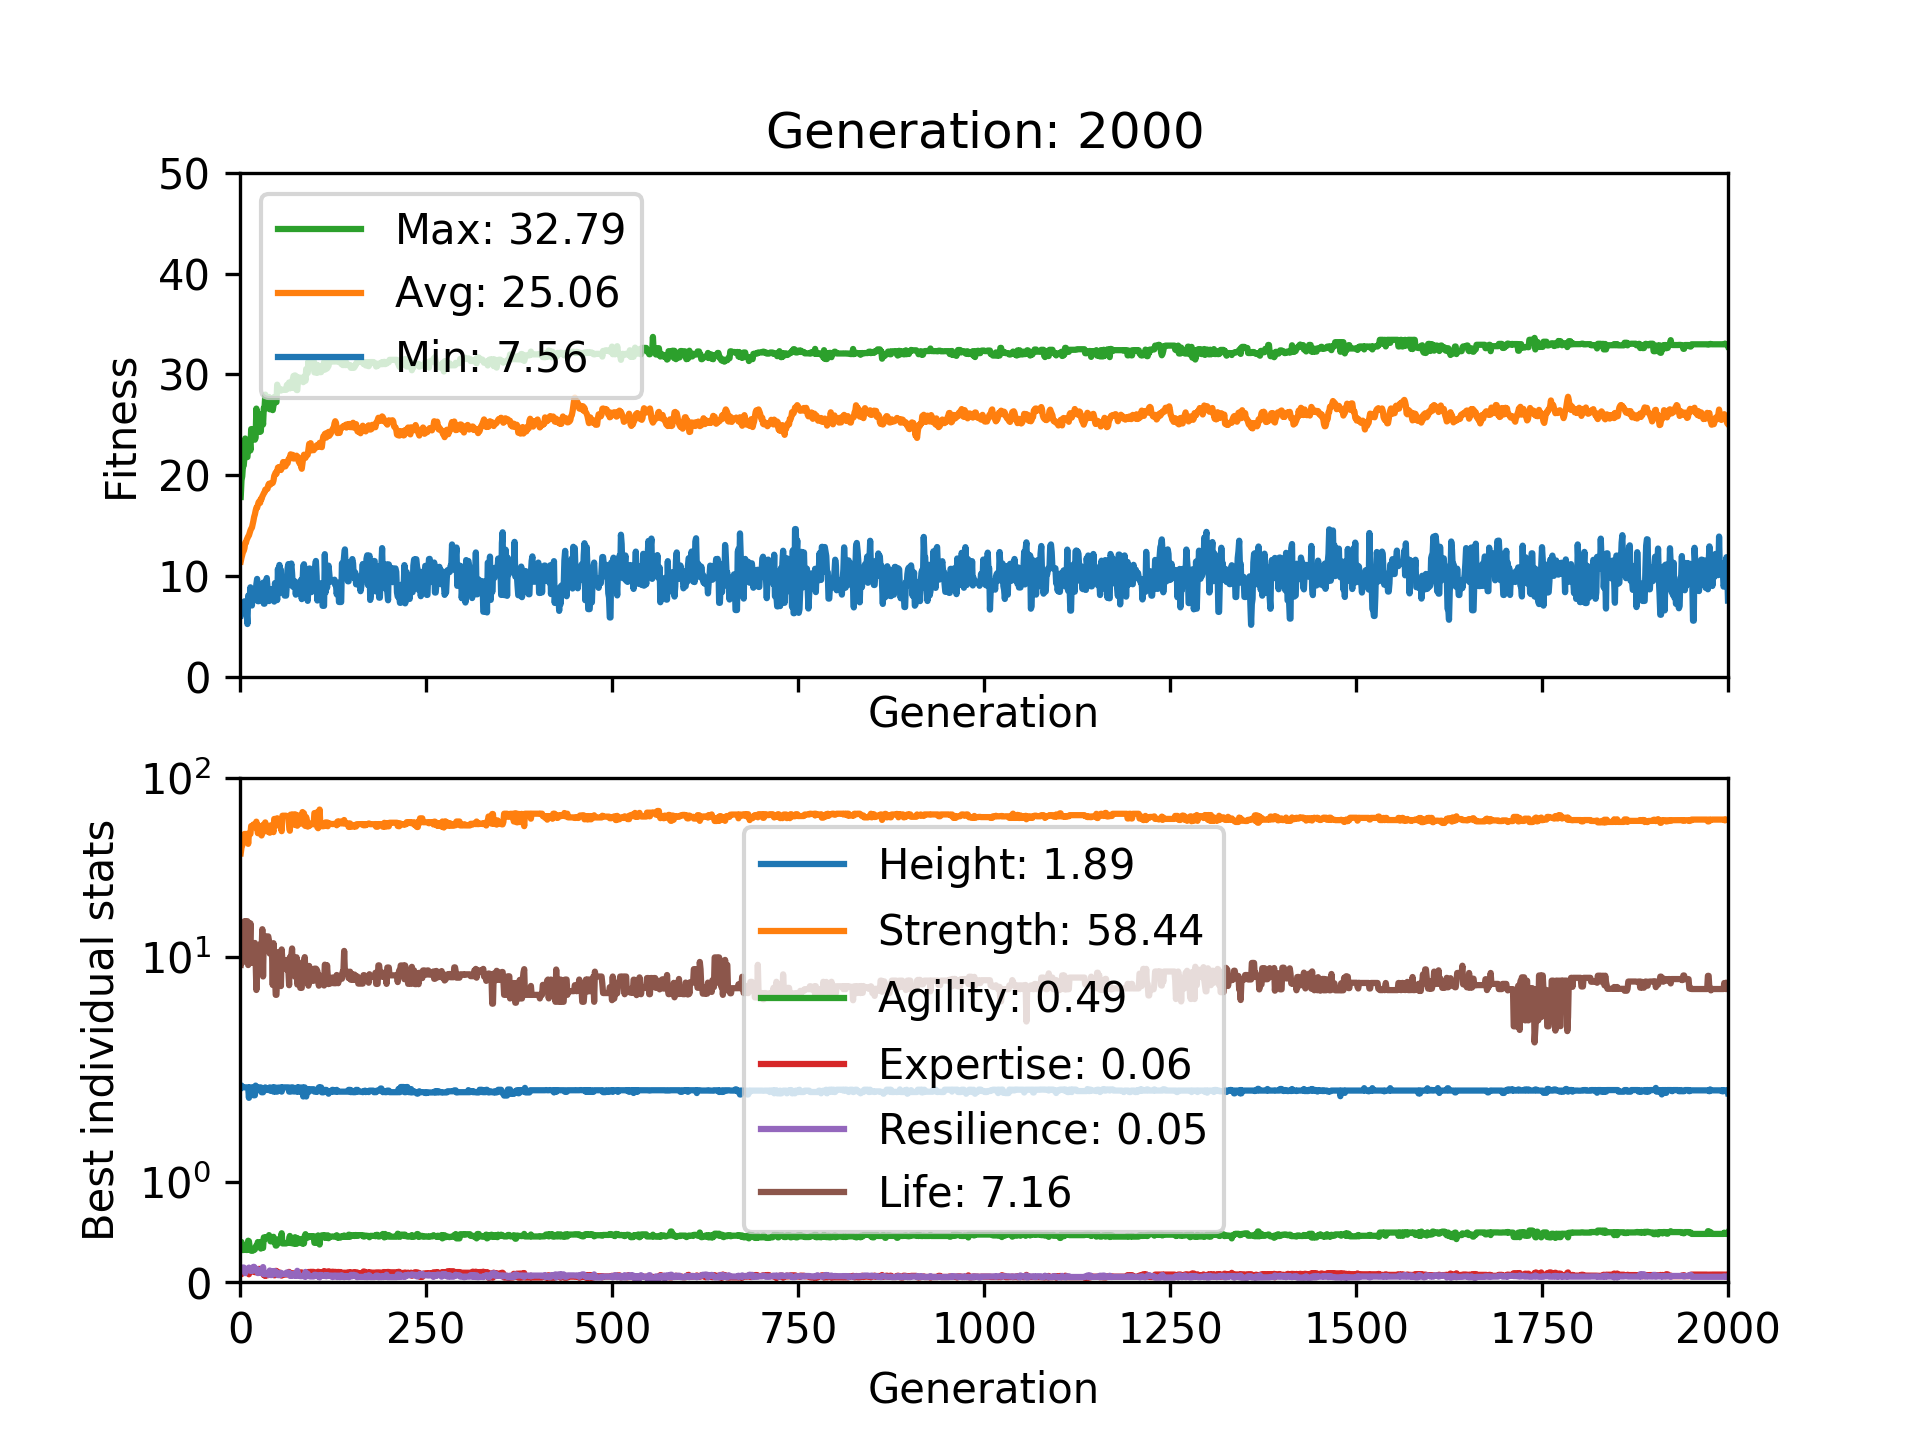 Generation: 2000
50
40
30
20
10
0
Fitness
Max: 32.79
Avg: 25.06
Min: 7.56
Generation
10²
10¹
10⁰
0
Best individual stats
Height: 1.89
Strength: 58.44
Agility: 0.49
Expertise: 0.06
Resilience: 0.05
Life: 7.16
0 250 500 750 1000 1250 1500 1750 2000
Generation